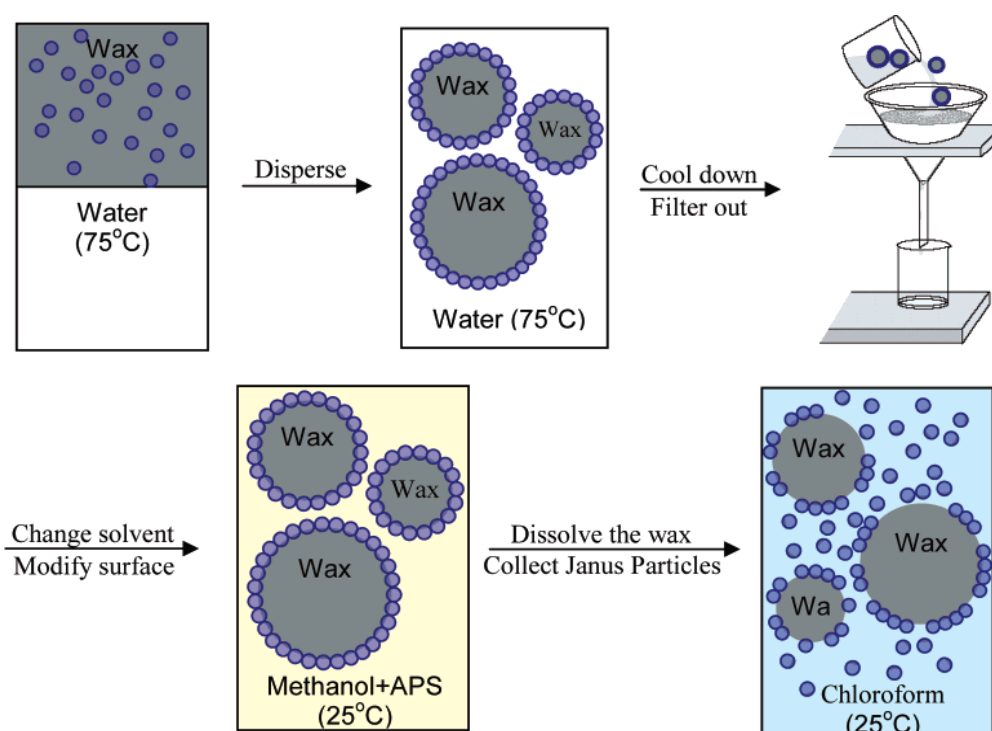 Wax
Water
(75°C)
Disperse
Wax
Wax
Wax
Water (75°C)
Cool down
Filter out
Change solvent
Modify surface
Wax
Wax
Wax
Methanol+APS
(25°C)
Dissolve the wax
Collect Janus Particles
Wax
Wax
Wa
Chloroform
(25°C)